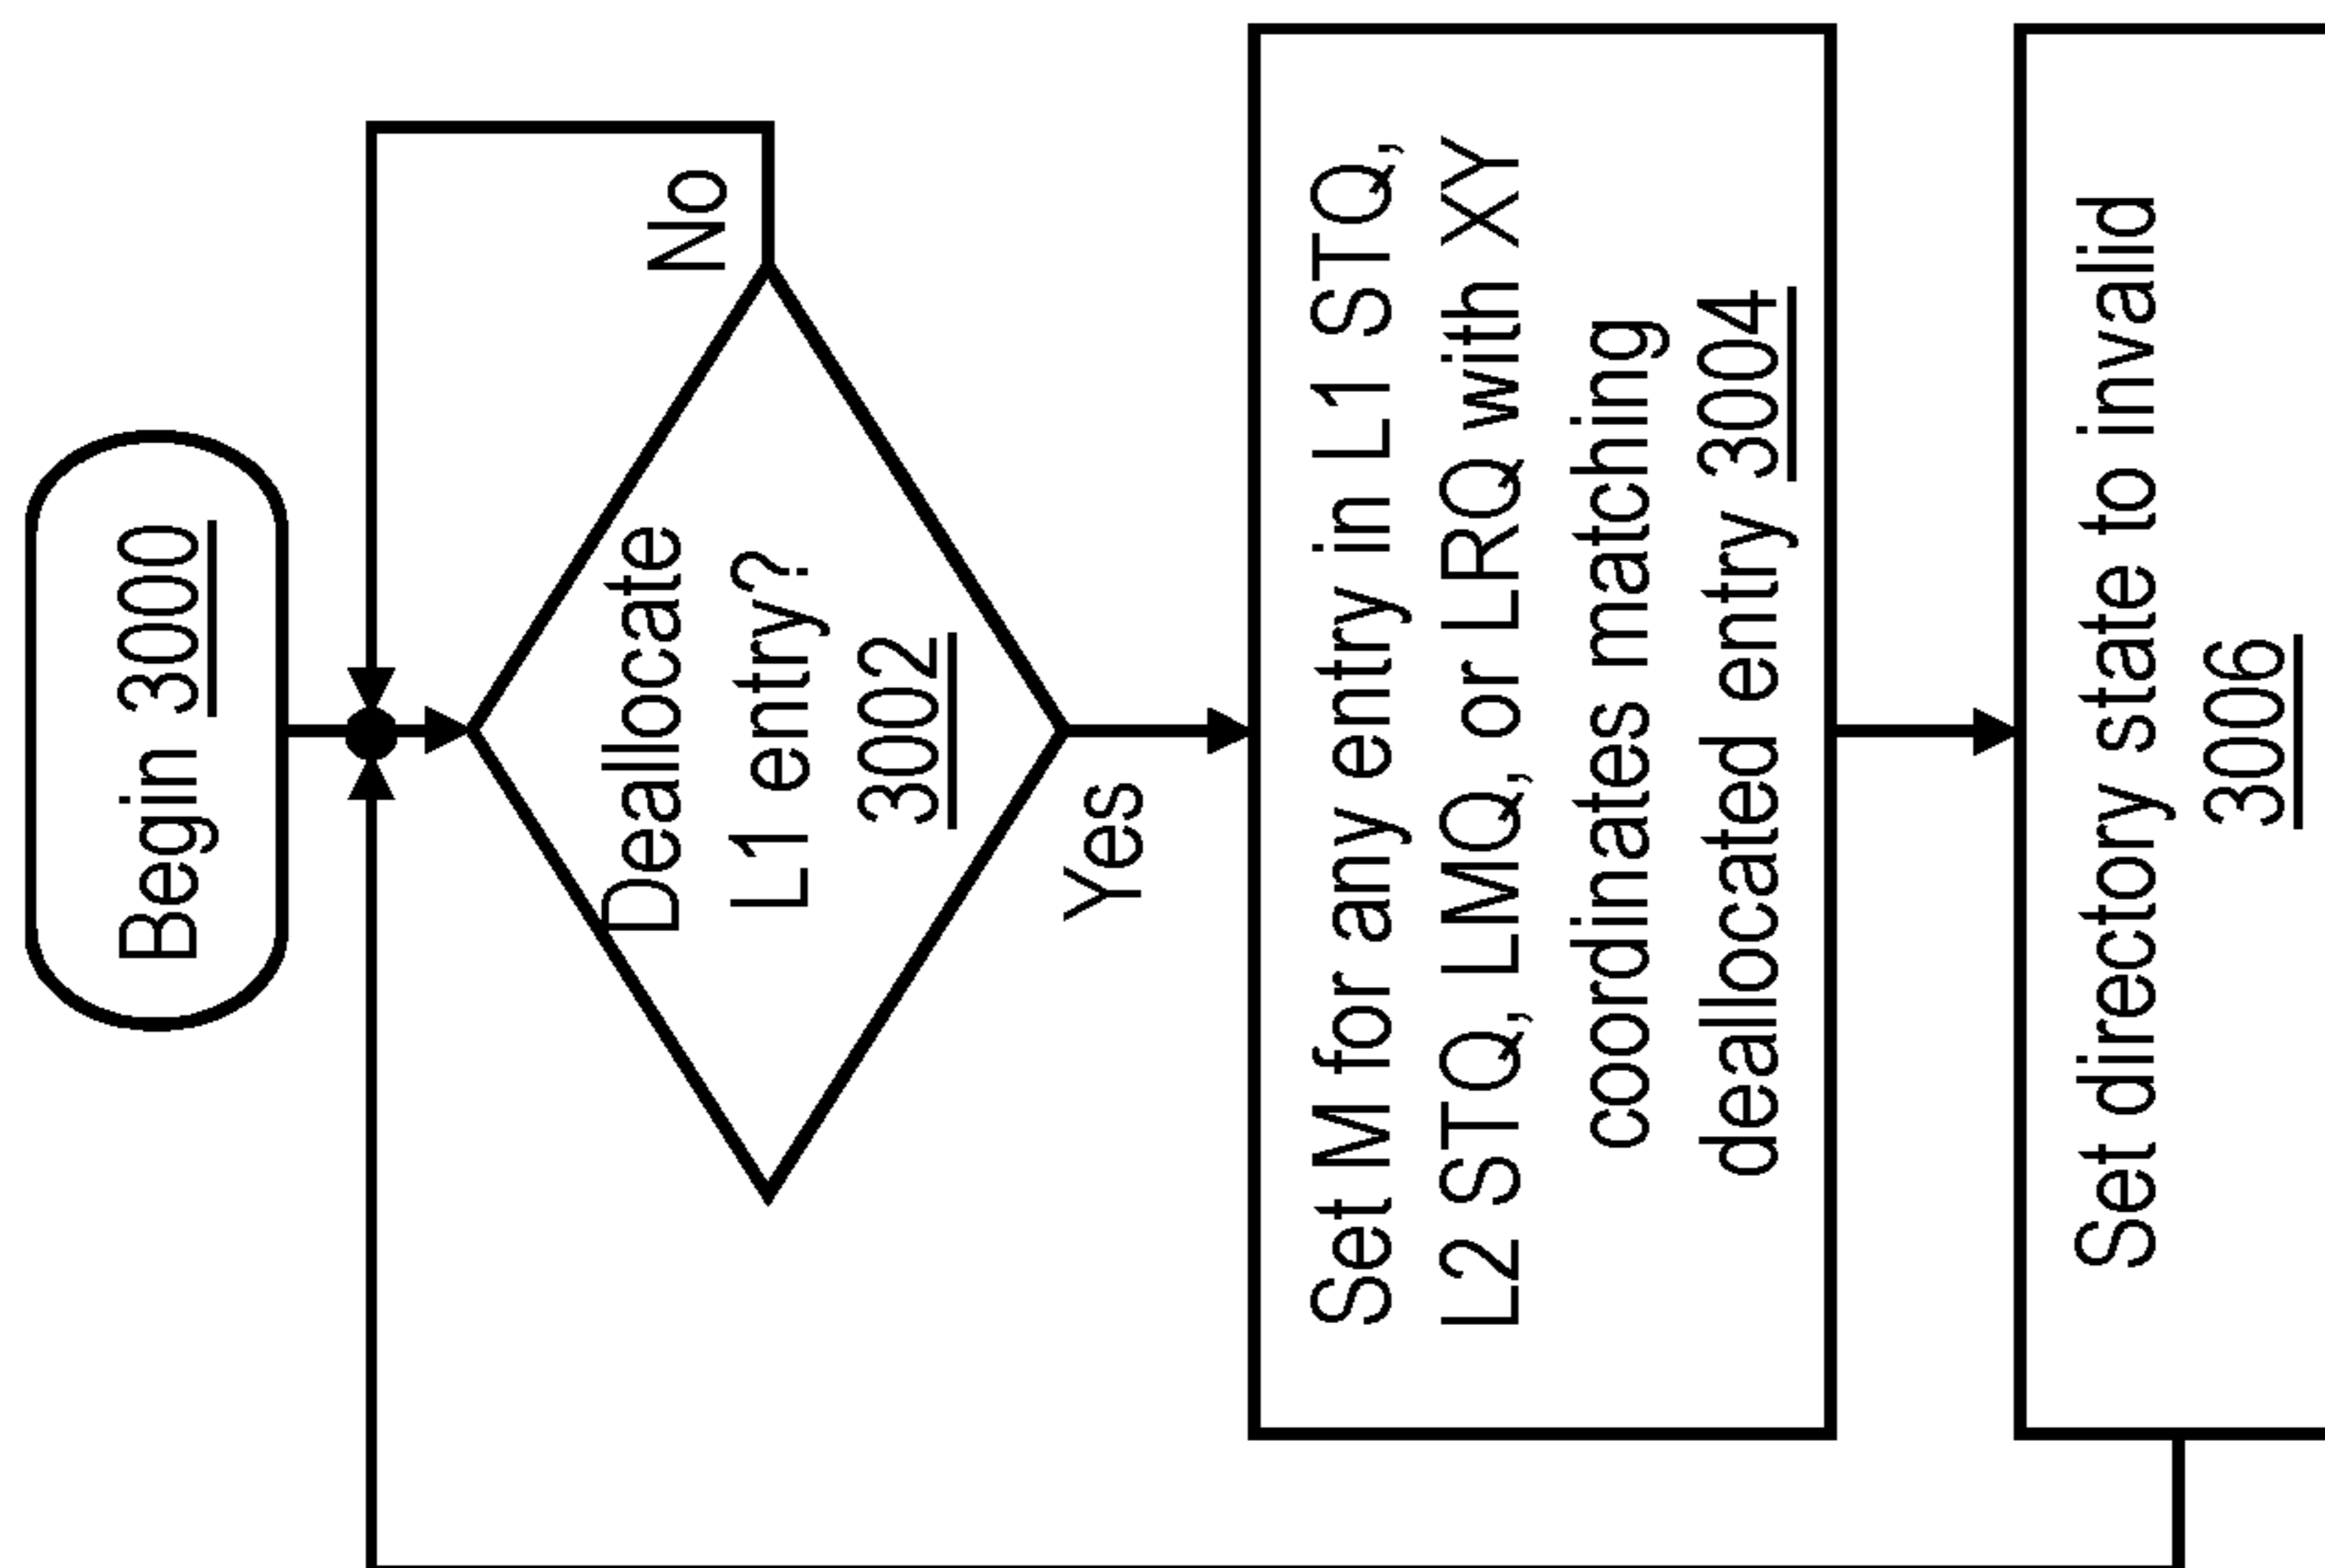 Begin 3000
No
Deallocate
L1 entry?
3002
Yes
Set M for any entry in L1 STQ,
L2 STQ, LMQ, or LRQ with XY
coordinates matching
deallocated entry 3004
Set directory state to invalid
3006